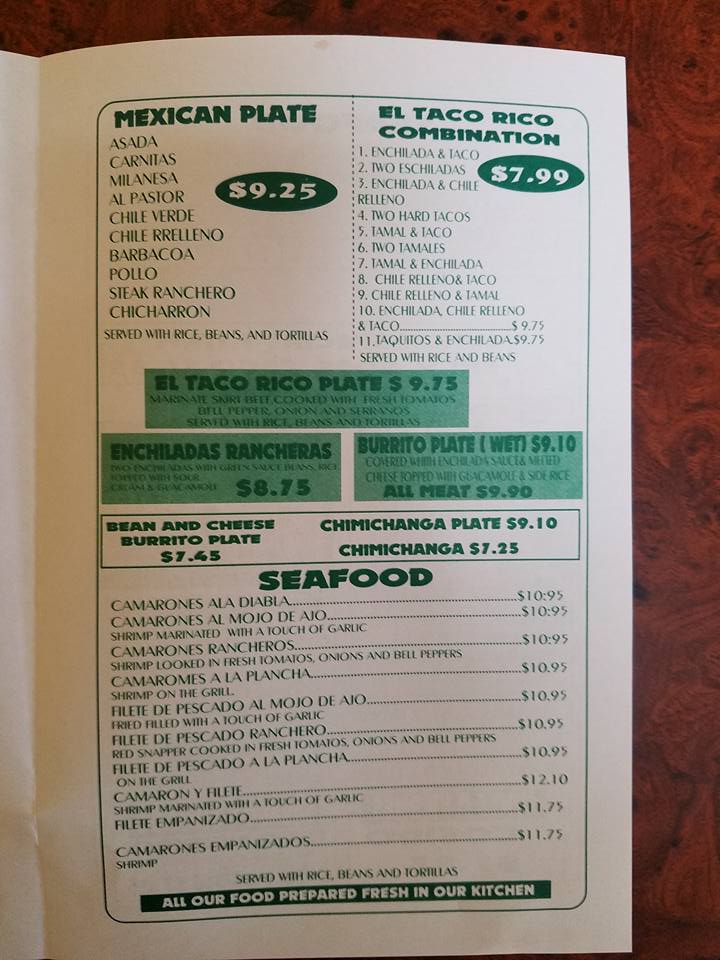 MEXICAN PLATE
ASADA
CARNITAS
MILANESA
AL PASTOR
CHILE VERDE
CHILE RRELLENO
BARBACOA
POLLO
STEAK RANCHERO
CHICHARRON
$9.25
SERVED WITH RICE, BEANS, AND TORTILLAS
EL TACO RICO
COMBINATION
1. ENCHILADA & TACO
2. TWO ESCHILADAS
3. ENCHILADA & CHILE
RELLENO
$7.99
4. TWO HARD TACOS
5. TAMAL & TACO
6. TWO TAMALES
7. TAMAL & ENCHILADA
8. CHILE RELENO& TACO
9. CHILE RELLENO & TAMAL
10. ENCHILADA, CHILE RELLENO
& TACO..............................$ 9.75
11.TAQUITOS & ENCHILADA.$9.75
SERVED WITH RICE AND BEANS
EL TACO RICO PLATE $ 9.75
MARINATE SKIRT BEEF, COOKED WITH FRESH TOMATOS
BELL PEPPER, ONION AND SERRANOS
SERVED WITH RICE, BEANS AND TORTILLAS
ENCHILADAS RANCHERAS
TWO ENCHILADAS WITH GREEN SAUCE BEANS, RICE
TOPPED WITH SOUR
CREAM & GUACAMOLE $8.75
BURRITO PLATE ( WET) $9.10
COVERED WHITH ENCHILADA SAUCE& MELTED
CHEESE TOPPED WITH GUACAMOLE & SIDE RICE
ALL MEAT $9.90
BEAN AND CHEESE
BURRITO PLATE
$7.45
CHIMICHANGA PLATE $9.10
CHIMICHANGA $7.25
SEAFOOD
CAMARONES ALA DIABLA..............................$10:95
CAMARONES AL MOJO DE AJO..............................$10:95
SHRIMP MARINATED WITH A TOUCH OF GARLIC
CAMARONES RANCHEROS..............................$10:95
SHRIMP LOOKED IN FRESH TOMATOS, ONIONS AND BELL PEPPERS
CAMAROMES A LA PLANCHA..............................$10.95
SHRIMP ON THE GRILL.
FILETE DE PESCADO AL MOJO DE AJO..............................$10.95
FRIED FILLED WITH A TOUCH OF GARLIC
FILETE DE PESCADO RANCHERO..............................$10.95
RED SNAPPER COOKED IN FRESH TOMATOS, ONIONS AND BELL PEPPERS
FILETE DE PESCADO A LA PLANCHA..............................$10.95
ON THE GRILL
CAMARON Y FILETE..............................$12.10
SHRIMP MARINATED WITH A TOUCH OF GARLIC
FILETE EMPANIZADO..............................$11.75
CAMARONES EMPANIZADOS..............................$11.75
SHRIMP
SERVED WITH RICE, BEANS AND TORTILLAS
ALL OUR FOOD PREPARED FRESH IN OUR KITCHEN